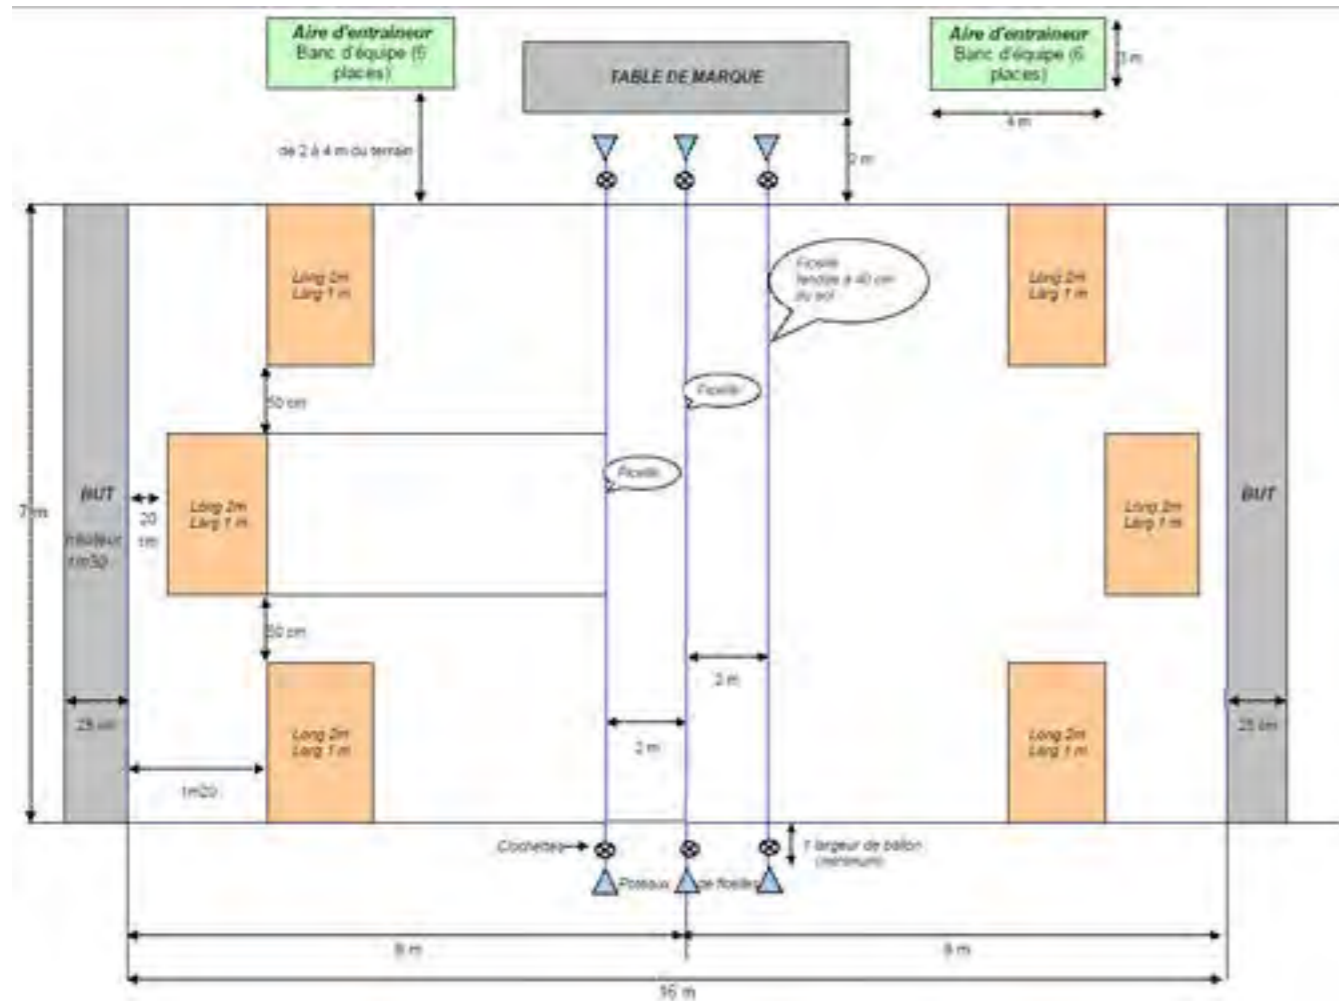 Aire d'entraineur
Banc d'équipe (6
places)
TABLE DE MARQUE
Aire d'entraineur
Banc d'équipe (6
places)
3 m
4 m
de 2 à 4 m du terrain
2 m
Long 2m
Larg 1 m
Ficelle
tendue à 40 cm
du sol
Long 2m
Larg 1 m
50 cm
Ficelle
Ficelle
BUT
hauteur
1m30
7 m
20
cm
Long 2m
Larg 1 m
Long 2m
Larg 1 m
BUT
50 cm
2 m
25 cm
Long 2m
Larg 1 m
2 m
Long 2m
Larg 1 m
25 cm
1m20
Clochettes
1 largeur de ballon
(minimum)
Poteaux de ficelles
8 m
8 m
16 m